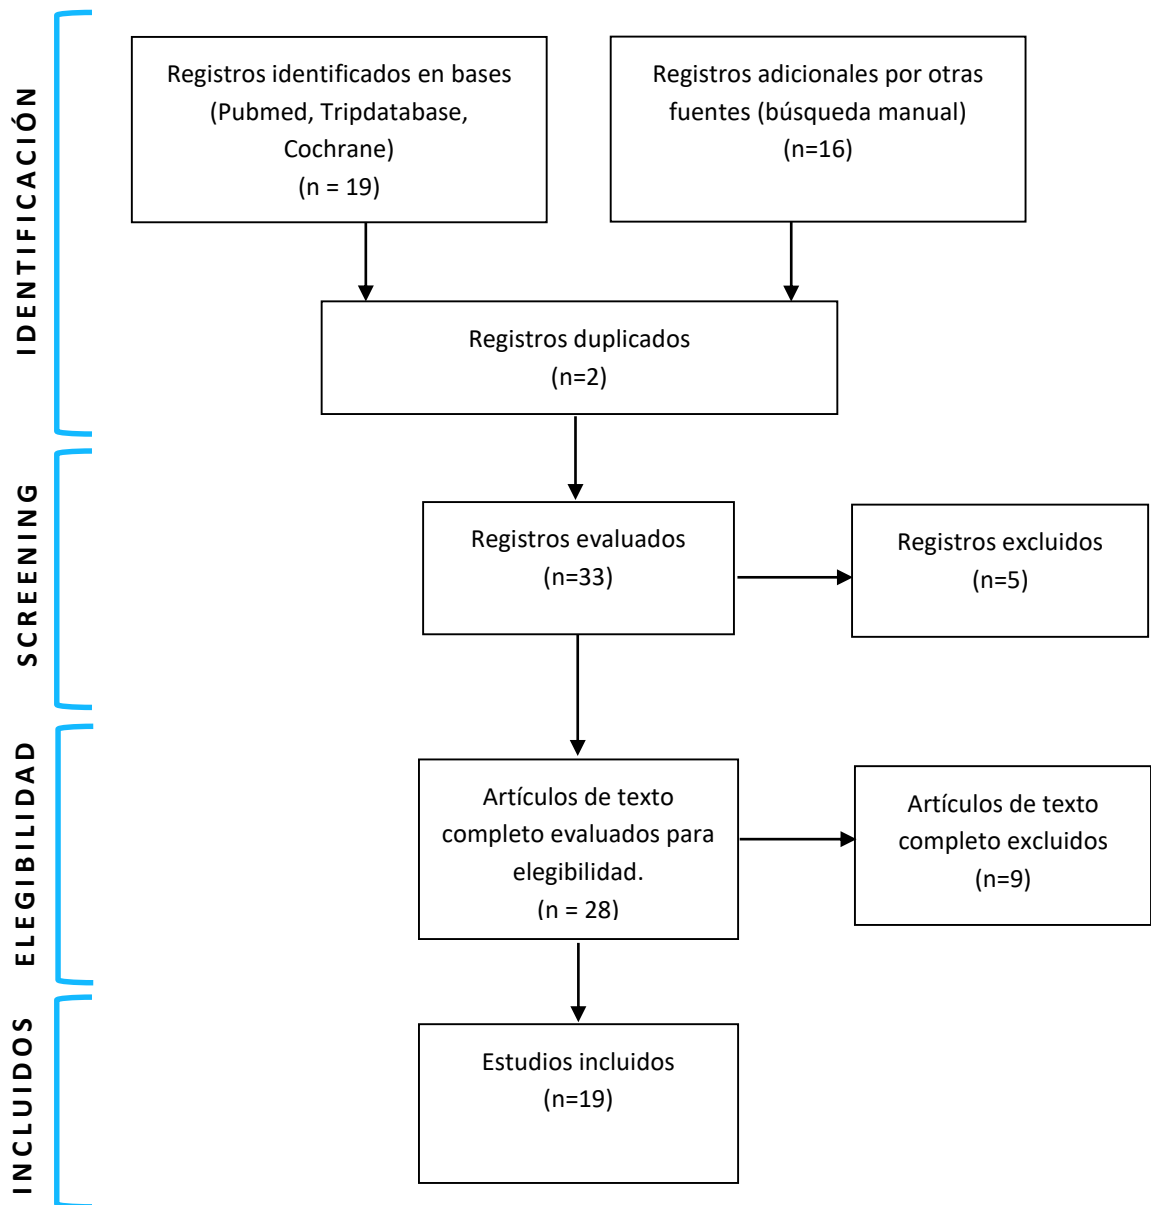 IDENTIFICACIÓN
Registros identificados en bases
(Pubmed, Tripdatabase,
Cochrane)
(n = 19)
Registros adicionales por otras
fuentes (búsqueda manual)
(n=16)
Registros duplicados
(n=2)
SCREENING
Registros evaluados
(n=33)
Registros excluidos
(n=5)
ELEGIBILIDAD
Artículos de texto
completo evaluados para
elegibilidad.
(n = 28)
Artículos de texto
completo excluidos
(n=9)
INCLUIDOS
Estudios incluidos
(n=19)